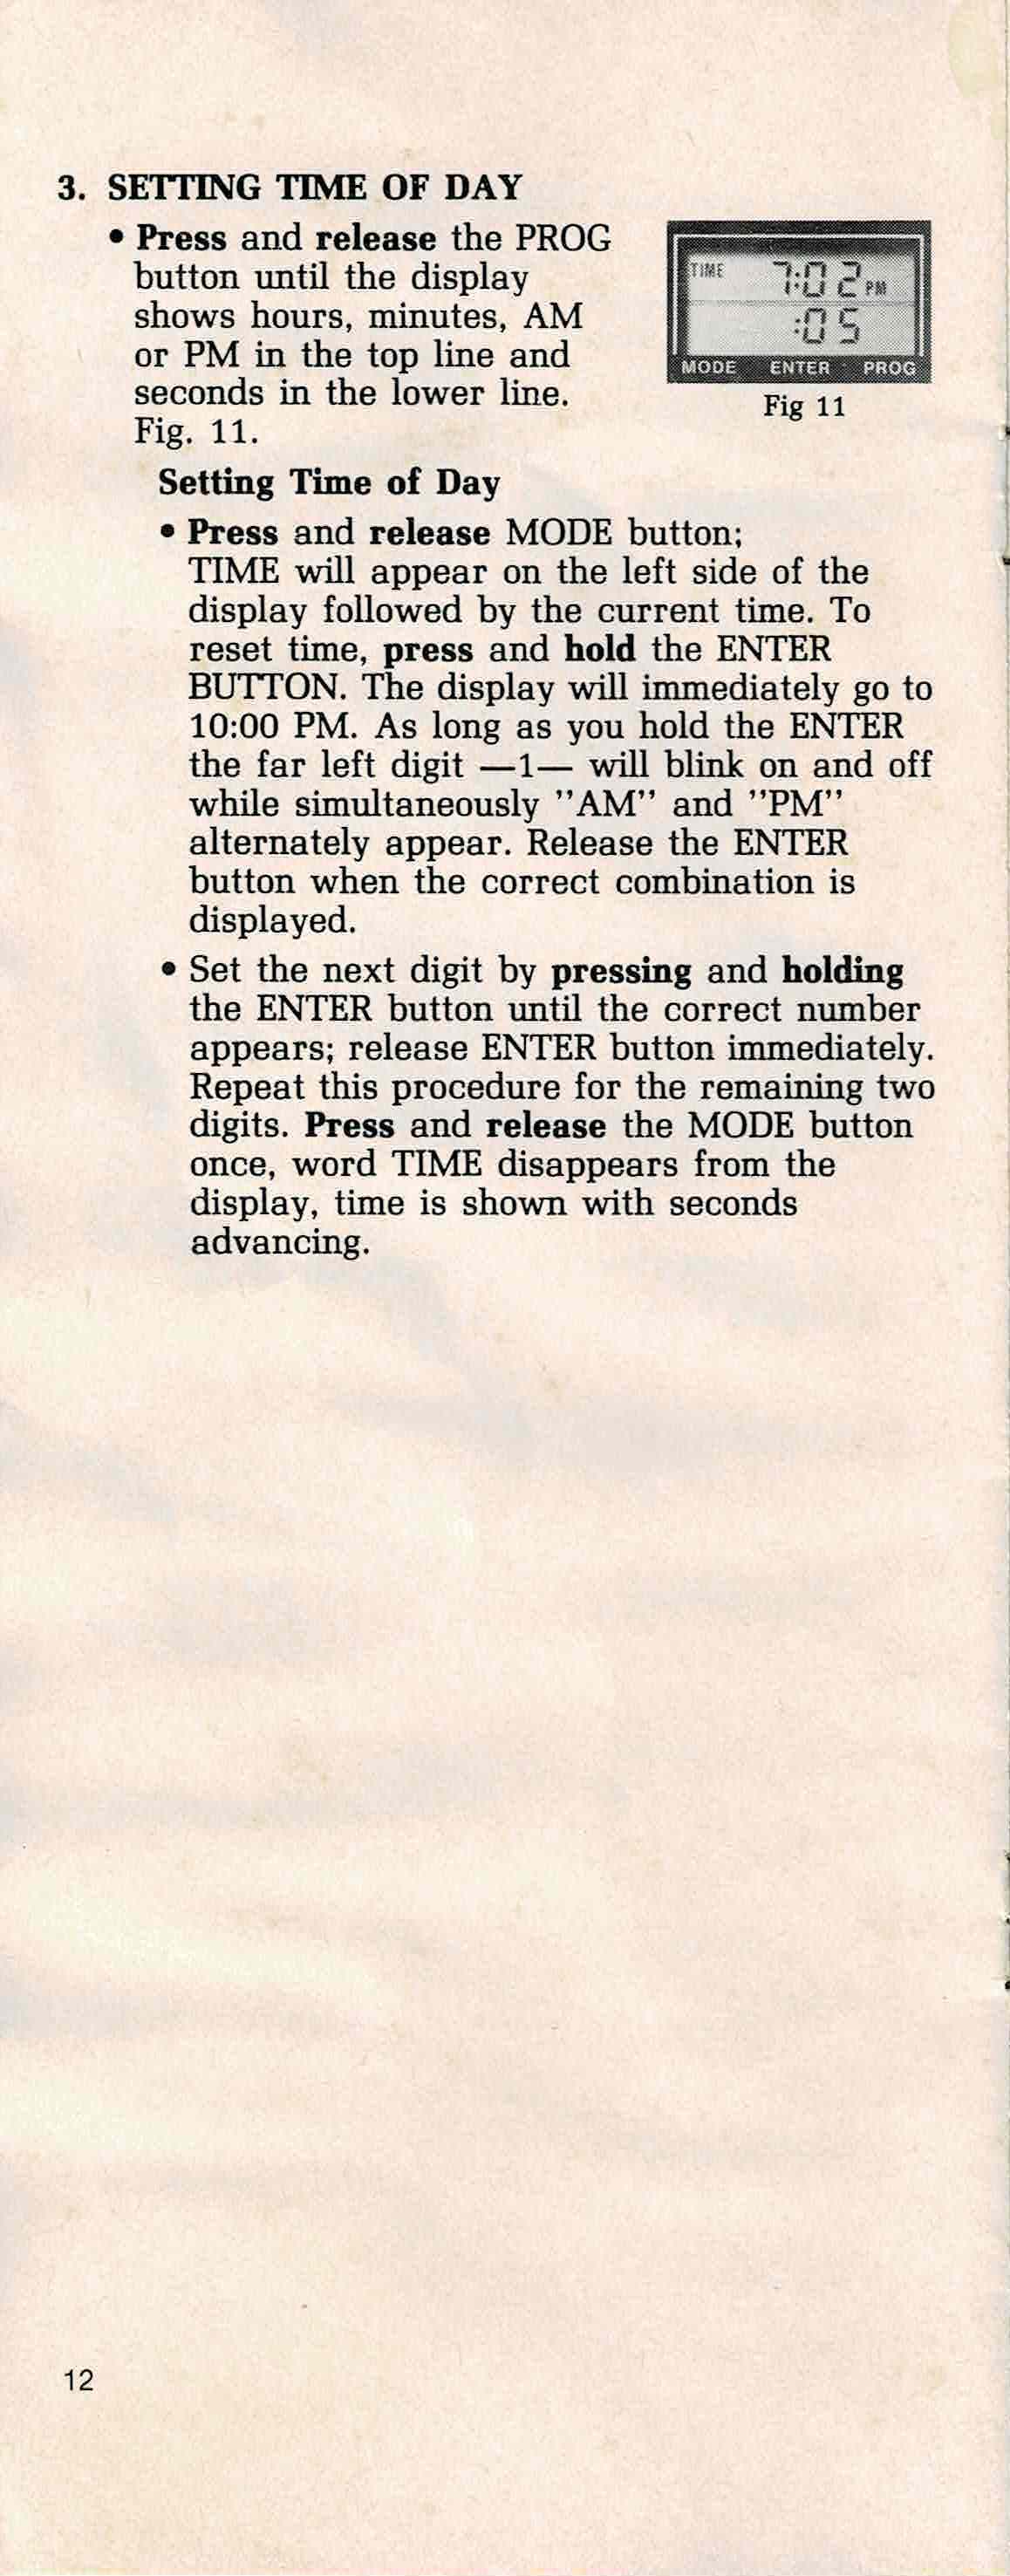 3. SETTING TIME OF DAY
• Press and release the PROG
button until the display
shows hours, minutes, AM
or PM in the top line and
seconds in the lower line.
Fig. 11.
TIME 7:02 PM
:05
MODE ENTER PROG
Fig 11
Setting Time of Day
• Press and release MODE button;
TIME will appear on the left side of the
display followed by the current time. To
reset time, press and hold the ENTER
BUTTON. The display will immediately go to
10:00 PM. As long as you hold the ENTER
the far left digit —1— will blink on and off
while simultaneously ”AM” and ”PM”
alternately appear. Release the ENTER
button when the correct combination is
displayed.
• Set the next digit by pressing and holding
the ENTER button until the correct number
appears; release ENTER button immediately.
Repeat this procedure for the remaining two
digits. Press and release the MODE button
once, word TIME disappears from the
display, time is shown with seconds
advancing.
12